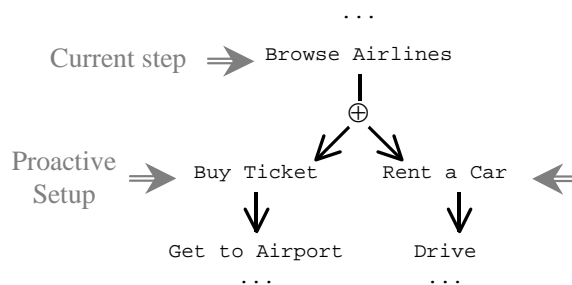 ...
Current step
Browse Airlines
⊕
Proactive
Setup
Buy Ticket
Rent a Car
Get to Airport
Drive
...
...